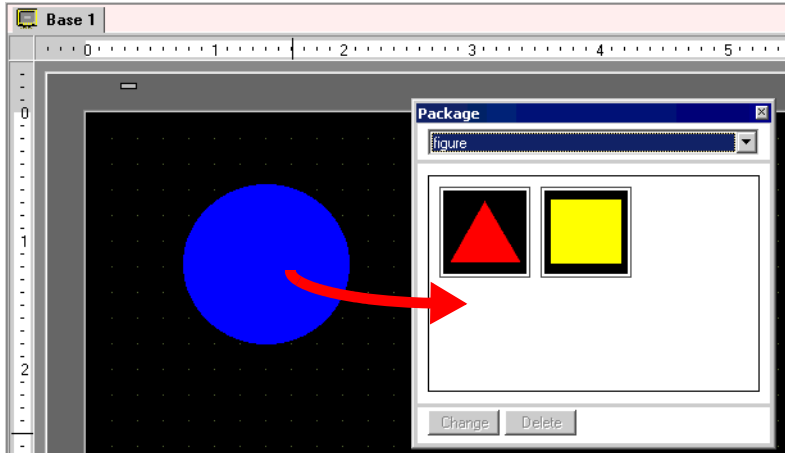 Base 1
0 1 2 3 4 5
Package
figure
0
1
2
Change Delete